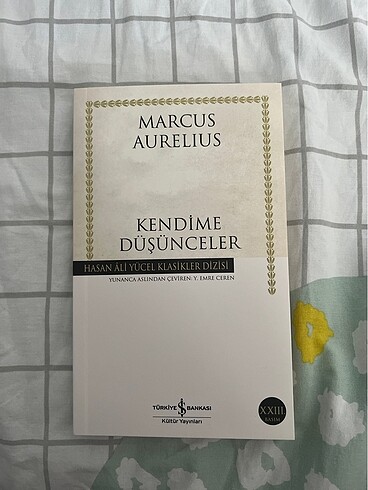 MARCUS
AURELIUS
KENDİME
DÜŞÜNCELER
HASAN ÂLİ YÜCEL KLASİKLER DİZİSİ
YUNANCA ASLINDAN ÇEVİREN: Y. EMRE CEREN
XXIII.
BASIM
TÜRKİYE İŞ BANKASI
Kültür Yayınları